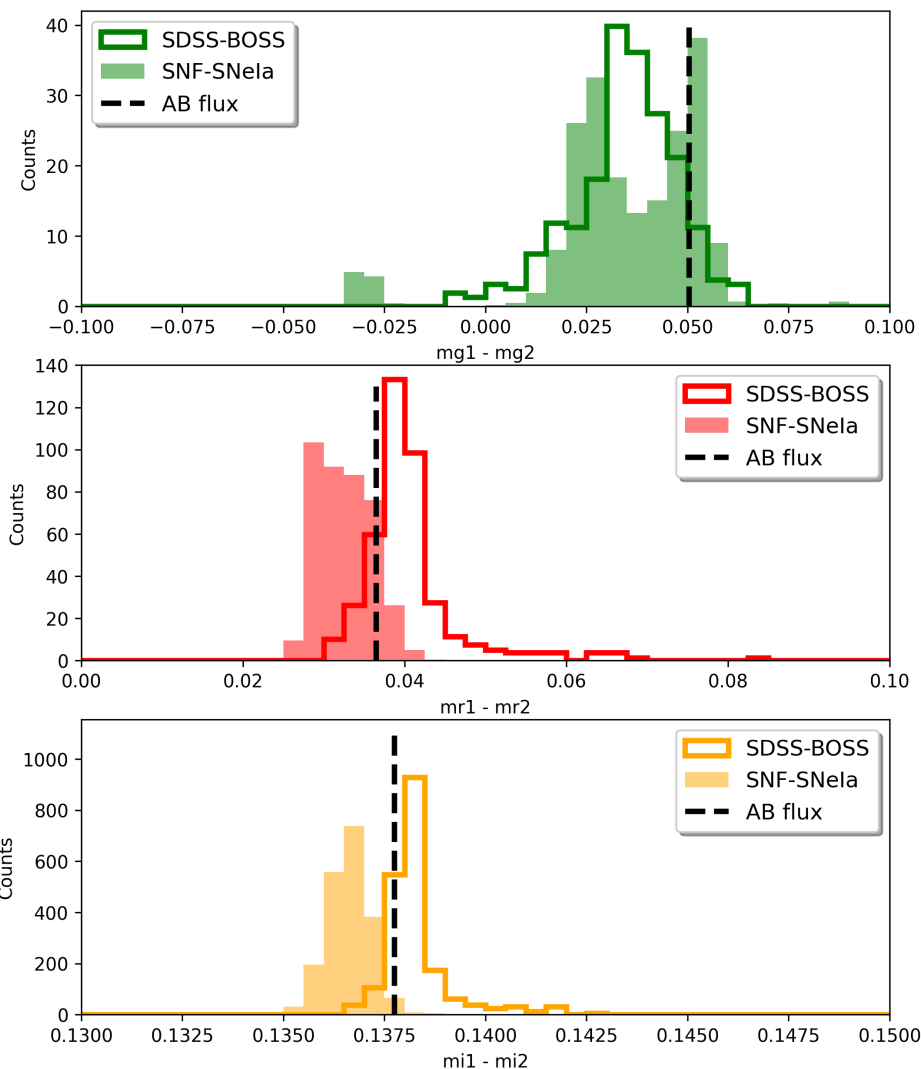 SDSS-BOSS
SNF-SNeIa
AB flux
Counts
40
30
20
10
0
−0.100 −0.075 −0.050 −0.025 0.000 0.025 0.050 0.075 0.100
mg1 - mg2
SDSS-BOSS
SNF-SNeIa
AB flux
Counts
140
120
100
80
60
40
20
0
0.00 0.02 0.04 0.06 0.08 0.10
mr1 - mr2
SDSS-BOSS
SNF-SNeIa
AB flux
Counts
1000
800
600
400
200
0
0.1300 0.1325 0.1350 0.1375 0.1400 0.1425 0.1450 0.1475 0.1500
mi1 - mi2